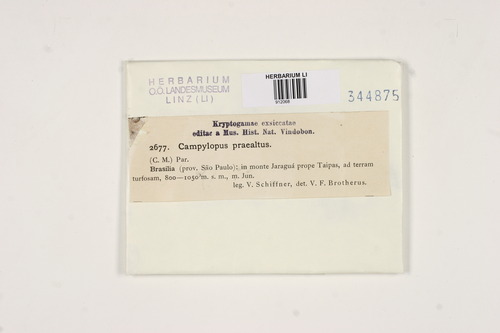 HERBARIUM
O.Ö. LANDESMUSEUM
LINZ (LI)
HERBARIUM LI
912068
344875
Kryptogamae exsiccatae
editae a Mus. Hist. Nat. Vindobon.
2677. Campylopus praealtus.
(C. M.) Par.
Brasilia (prov. São Paulo): in monte Jaraguá prope Taipas, ad terram
turfosam, 800—1050 m. s. m., m. Jun.
leg. V. Schiffner, det. V. F. Brotherus.